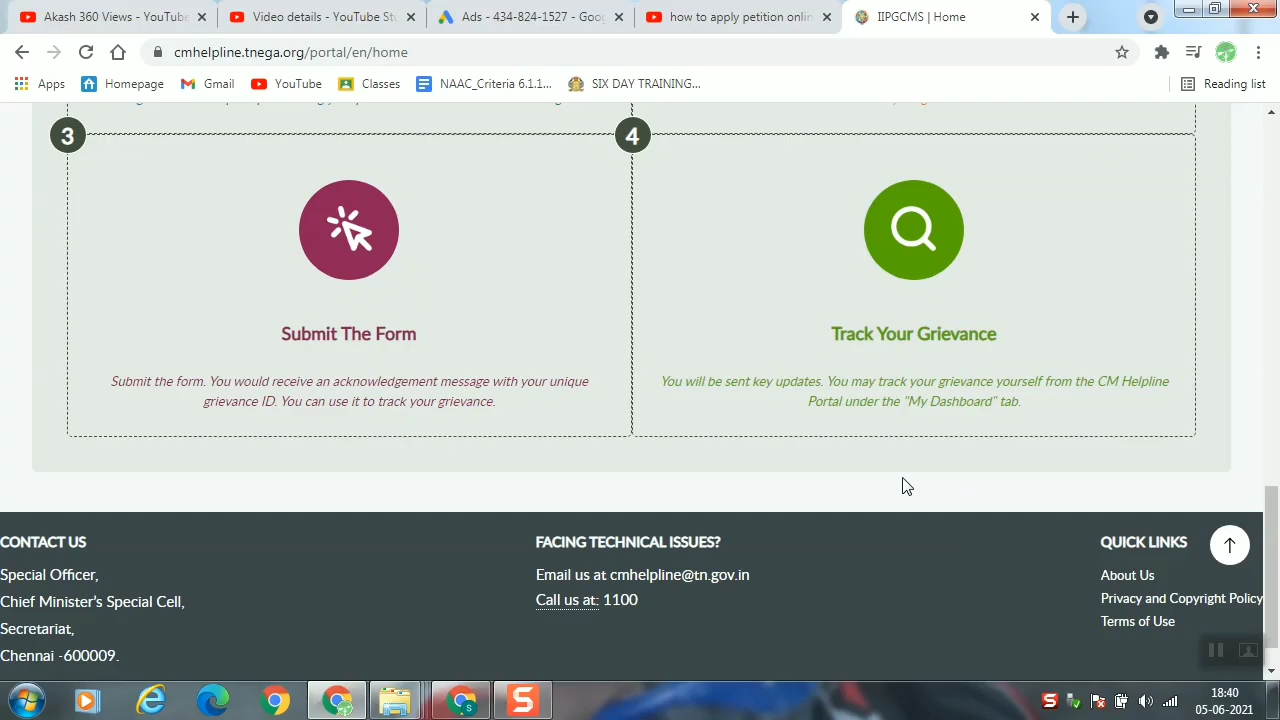 Akash 360 Views - YouTube
Video details - YouTube Stu
Ads - 434-824-1527 - Goog
how to apply petition onlin
IIPGCMS | Home
cmhelpline.tnega.org/portal/en/home
Apps
Homepage
Gmail
YouTube
Classes
NAAC_Criteria 6.1.1...
SIX DAY TRAINING...
Reading list
3
4
Submit The Form
Track Your Grievance
Submit the form. You would receive an acknowledgement message with your unique
grievance ID. You can use it to track your grievance.
You will be sent key updates. You may track your grievance yourself from the CM Helpline
Portal under the "My Dashboard" tab.
CONTACT US
Special Officer,
Chief Minister's Special Cell,
Secretariat,
Chennai -600009.
FACING TECHNICAL ISSUES?
Email us at cmhelpline@tn.gov.in
Call us at: 1100
QUICK LINKS
About Us
Privacy and Copyright Policy
Terms of Use
18:40
05-06-2021